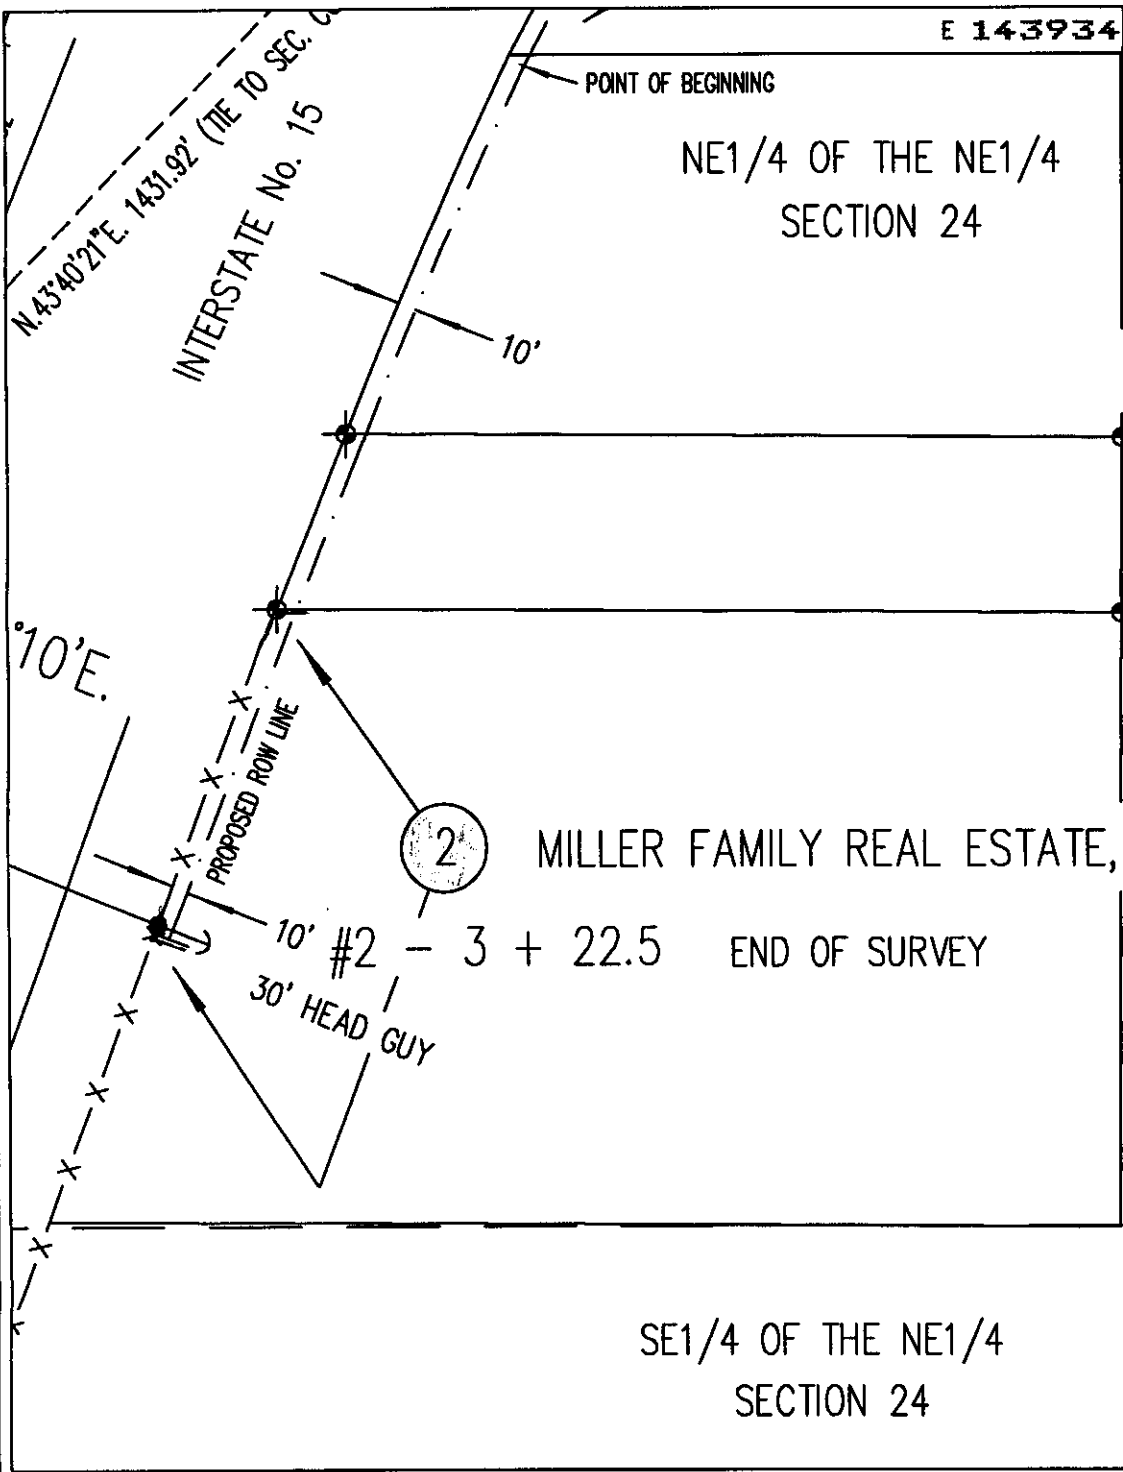 E 143934
N.43°40'21"E. 1431.92' (TIE TO SEC.
INTERSTATE No. 15
POINT OF BEGINNING
NE1/4 OF THE NE1/4
SECTION 24
10'
°10'E.
PROPOSED ROW LINE
2 MILLER FAMILY REAL ESTATE,
10'
#2 - 3 + 22.5 END OF SURVEY
30' HEAD GUY
SE1/4 OF THE NE1/4
SECTION 24